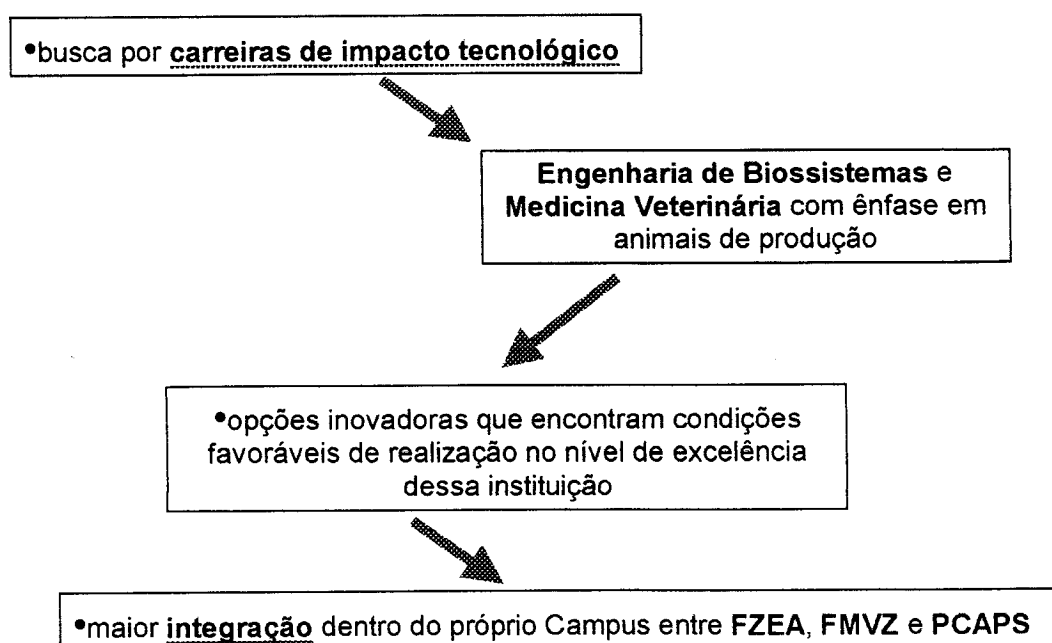 •busca por carreiras de impacto tecnológico
Engenharia de Biossistemas e
Medicina Veterinária com ênfase em
animais de produção
•opções inovadoras que encontram condições
favoráveis de realização no nível de excelência
dessa instituição
•maior integração dentro do próprio Campus entre FZEA, FMVZ e PCAPS